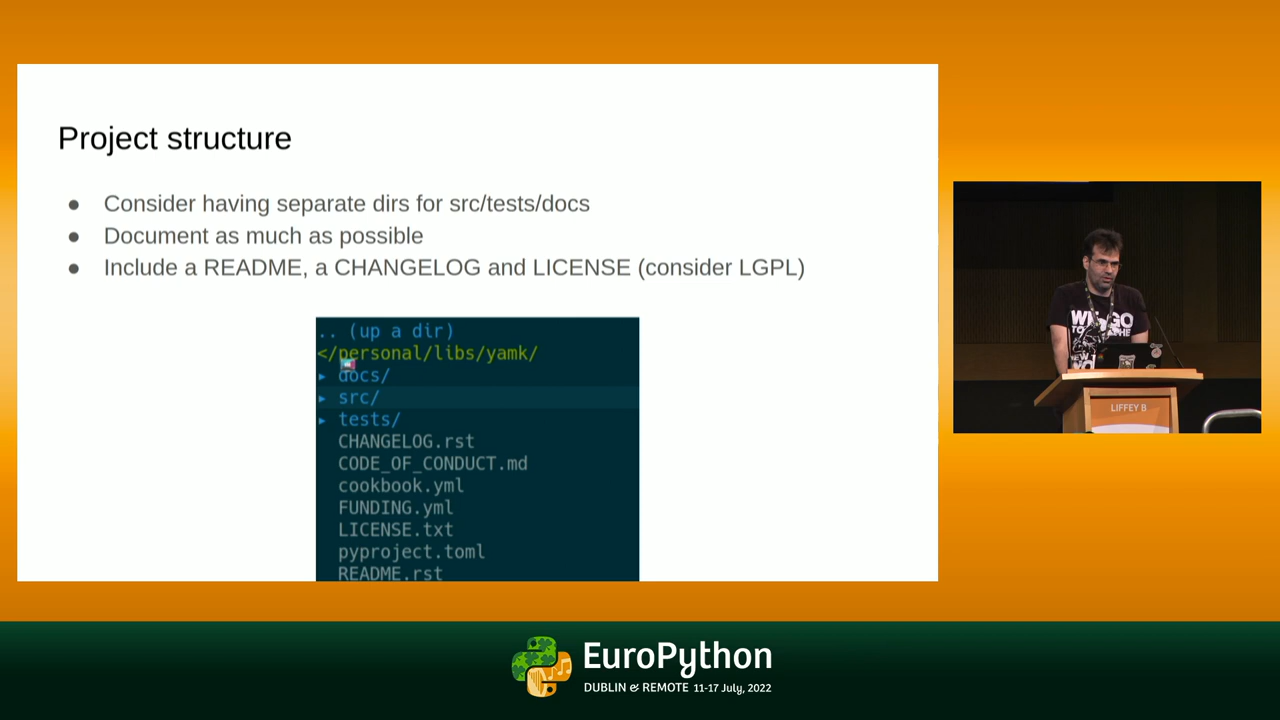 Project structure
● Consider having separate dirs for src/tests/docs
● Document as much as possible
● Include a README, a CHANGELOG and LICENSE (consider LGPL)
.. (up a dir)
</personal/libs/yamk/
▸ docs/
▸ src/
▸ tests/
CHANGELOG.rst
CODE_OF_CONDUCT.md
cookbook.yml
FUNDING.yml
LICENSE.txt
pyproject.toml
README.rst
WE GO
LIFFEY B
EuroPython
DUBLIN & REMOTE 11-17 July, 2022